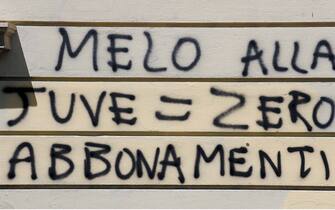 MELO ALLA
JUVE = ZERO
ABBONAMENTI